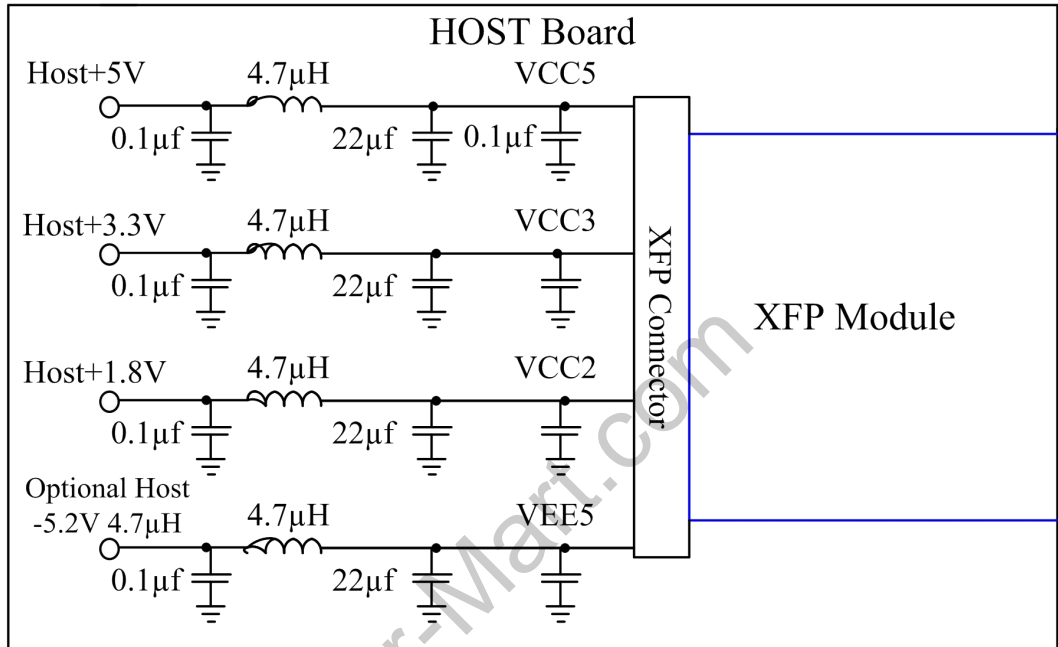 HOST Board
Host+5V
4.7µH
VCC5
0.1µf
22µf
0.1µf
Host+3.3V
4.7µH
VCC3
0.1µf
22µf
Host+1.8V
4.7µH
VCC2
0.1µf
22µf
Optional Host
-5.2V 4.7µH
4.7µH
VEE5
0.1µf
22µf
XFP Connector
XFP Module
r-Mart.com